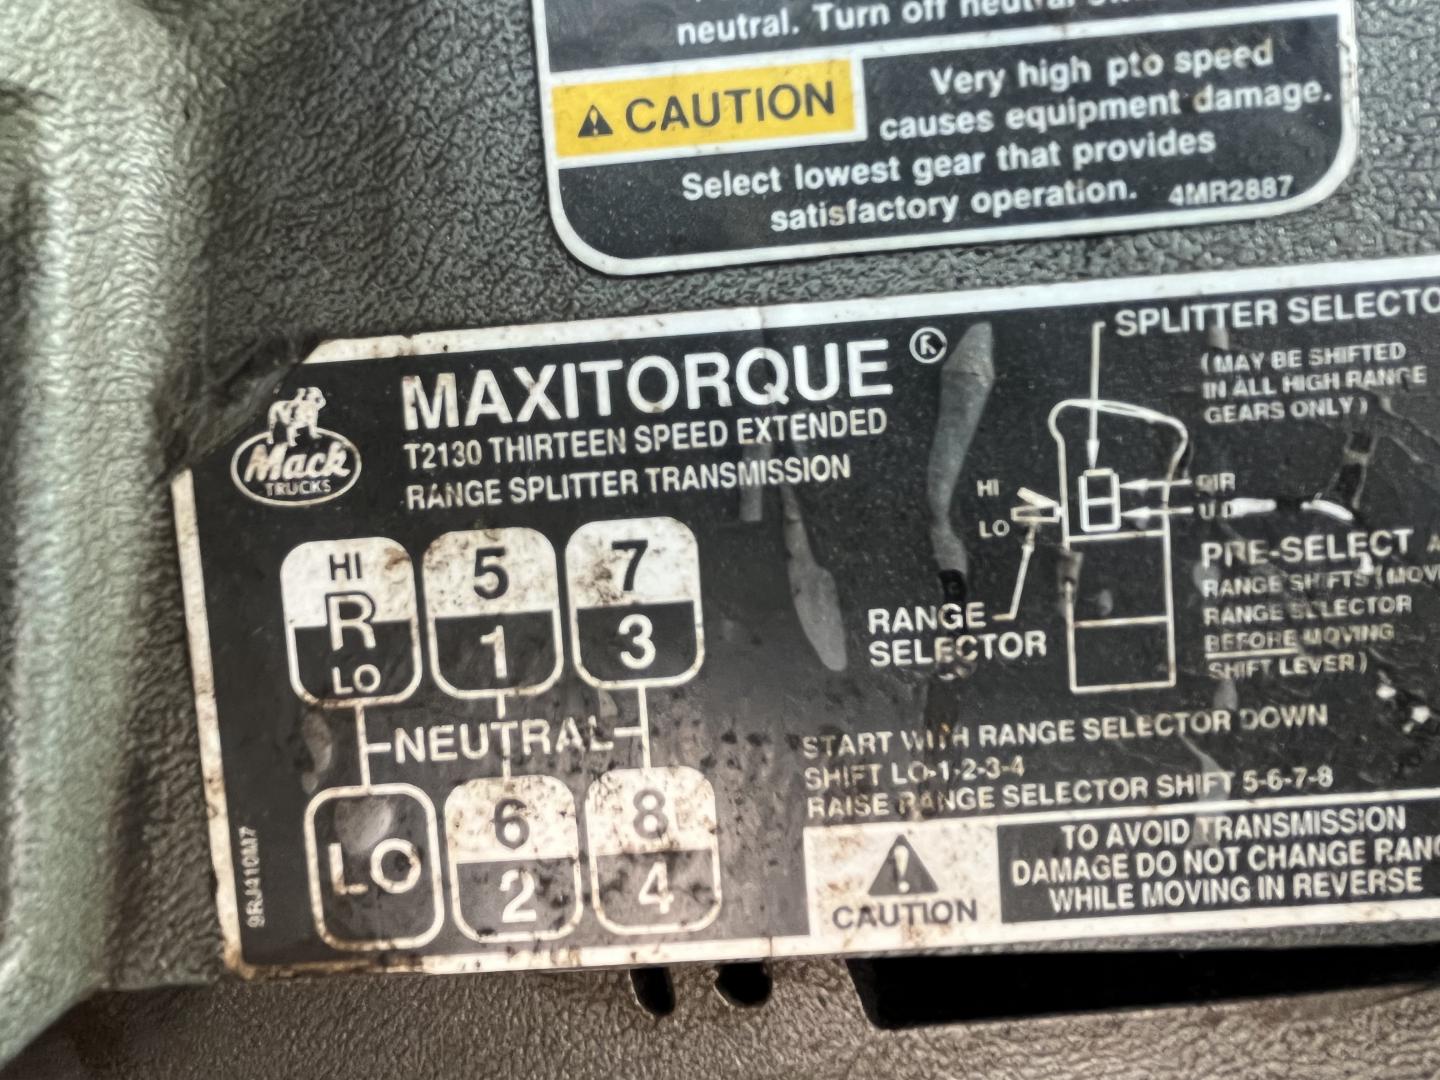 neutral. Turn off neutral
CAUTION
Very high pto speed
causes equipment damage.
Select lowest gear that provides
satisfactory operation. 4MR2887
MAXITORQUE ®
T2130 THIRTEEN SPEED EXTENDED
RANGE SPLITTER TRANSMISSION
Mack
TRUCKS
HI
R
LO
5
1
7
3
NEUTRAL
LO
6
2
8
4
SPLITTER SELECTO
(MAY BE SHIFTED
IN ALL HIGH RANGE
GEARS ONLY)
HI
LO
DIR
U.D
RANGE
SELECTOR
PRE-SELECT
RANGE SHIFTS (MOV
RANGE SELECTOR
BEFORE MOVING
SHIFT LEVER)
START WITH RANGE SELECTOR DOWN
SHIFT LO-1-2-3-4
RAISE RANGE SELECTOR SHIFT 5-6-7-8
CAUTION
TO AVOID TRANSMISSION
DAMAGE DO NOT CHANGE RANG
WHILE MOVING IN REVERSE